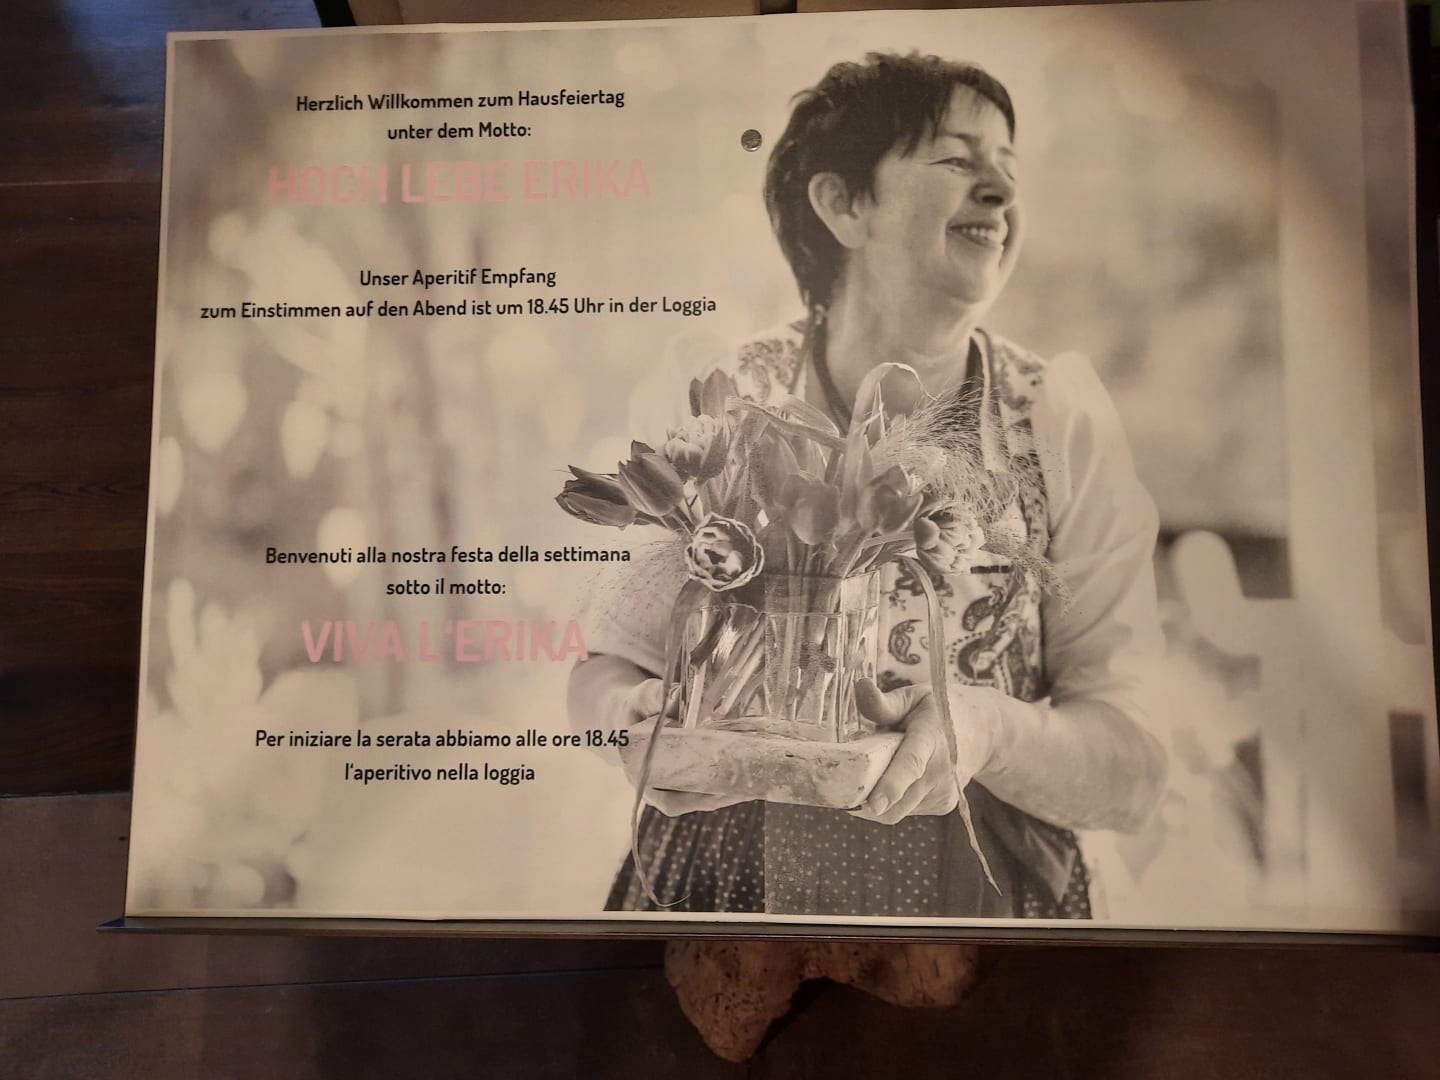 Herzlich Willkommen zum Hausfeiertag
unter dem Motto:
HOCH LEBE ERIKA
Unser Aperitif Empfang
zum Einstimmen auf den Abend ist um 18.45 Uhr in der Loggia
Benvenuti alla nostra festa della settimana
sotto il motto:
VIVA L'ERIKA
Per iniziare la serata abbiamo alle ore 18.45
l'aperitivo nella loggia